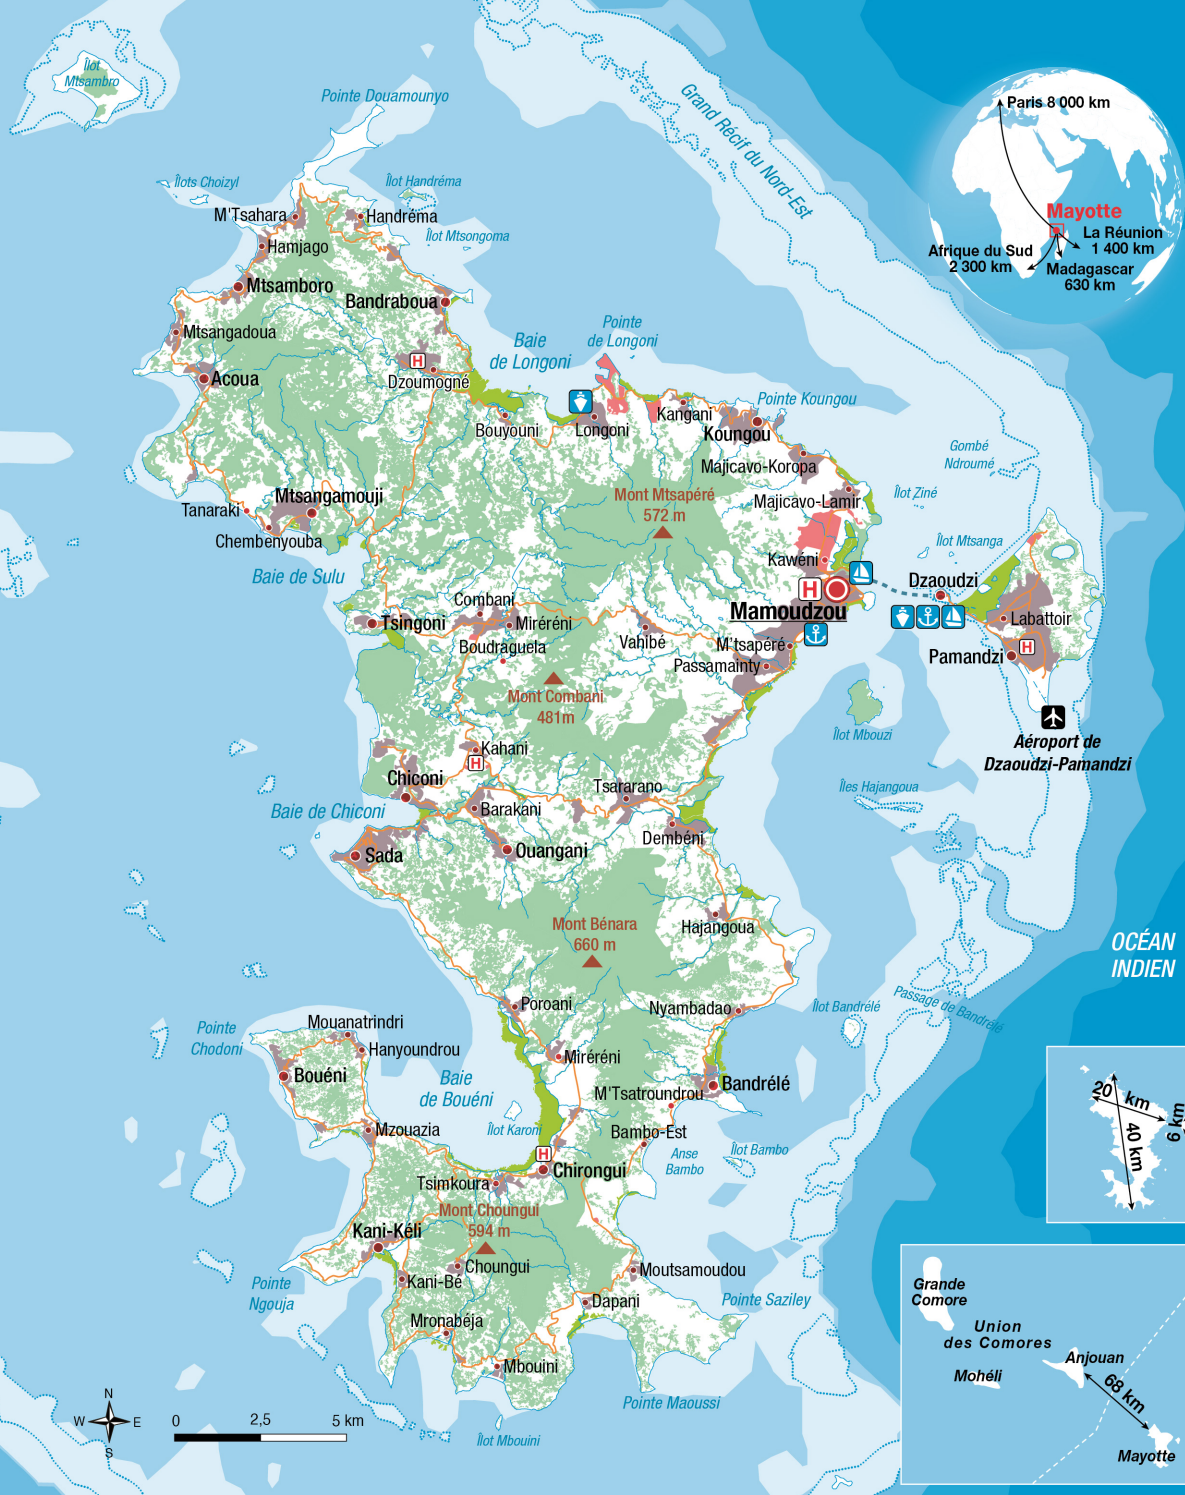 Îlot
Mtsambro
Pointe Douamounyo
Grand Récif du Nord-Est
Paris 8 000 km
Mayotte
La Réunion
1 400 km
Afrique du Sud
2 300 km
Madagascar
630 km
Îlots Choizyl
Îlot Handréma
M'Tsahara
Handréma
Îlot Mtsongoma
Hamjago
Mtsamboro
Bandraboua
Mtsangadoua
Baie
de Longoni
Pointe
de Longoni
H
Acoua
Dzoumogné
Bouyouni
Longoni
Kangani
Pointe Koungou
Koungou
Majicavo-Koropa
Gombé
Ndroumé
Mtsangamouji
Tanaraki
Chembenyouba
Mont Mtsapéré
572 m
Majicavo-Lamir
Îlot Ziné
Îlot Mtsanga
Baie de Sulu
Kawéni
H
Mamoudzou
Dzaoudzi
Labattoir
H
Pamandzi
Combani
Tsingoni
Miréréni
Boudraguela
Vahibé
M'tsapéré
Passamainty
Mont Combani
481m
Îlot Mbouzi
Aéroport de
Dzaoudzi-Pamandzi
Kahani
H
Chiconi
Tsararano
Îles Hajangoua
Baie de Chiconi
Barakani
Dembéni
Sada
Ouangani
Mont Bénara
660 m
Hajangoua
OCÉAN
INDIEN
Poroani
Nyambadao
Îlot Bandrélé
Passage de Bandrélé
Pointe
Chodoni
Mouanatrindri
Hanyoundrou
Miréréni
Bouéni
Baie
de Bouéni
Bandrélé
M'Tsatroundrou
Mzouazia
Îlot Karoni
Bambo-Est
Anse
Bambo
Îlot Bambo
H
Chirongui
Tsimkoura
Mont Choungui
594 m
Kani-Kéli
Choungui
Kani-Bé
Moutsamoudou
Pointe
Ngouja
Dapani
Pointe Saziley
Mronabéja
Mbouini
Pointe Maoussi
Îlot Mbouini
N
W
E
S
0
2,5
5 km
20 km
40 km
6 km
Grande
Comore
Union
des Comores
Mohéli
Anjouan
68 km
Mayotte